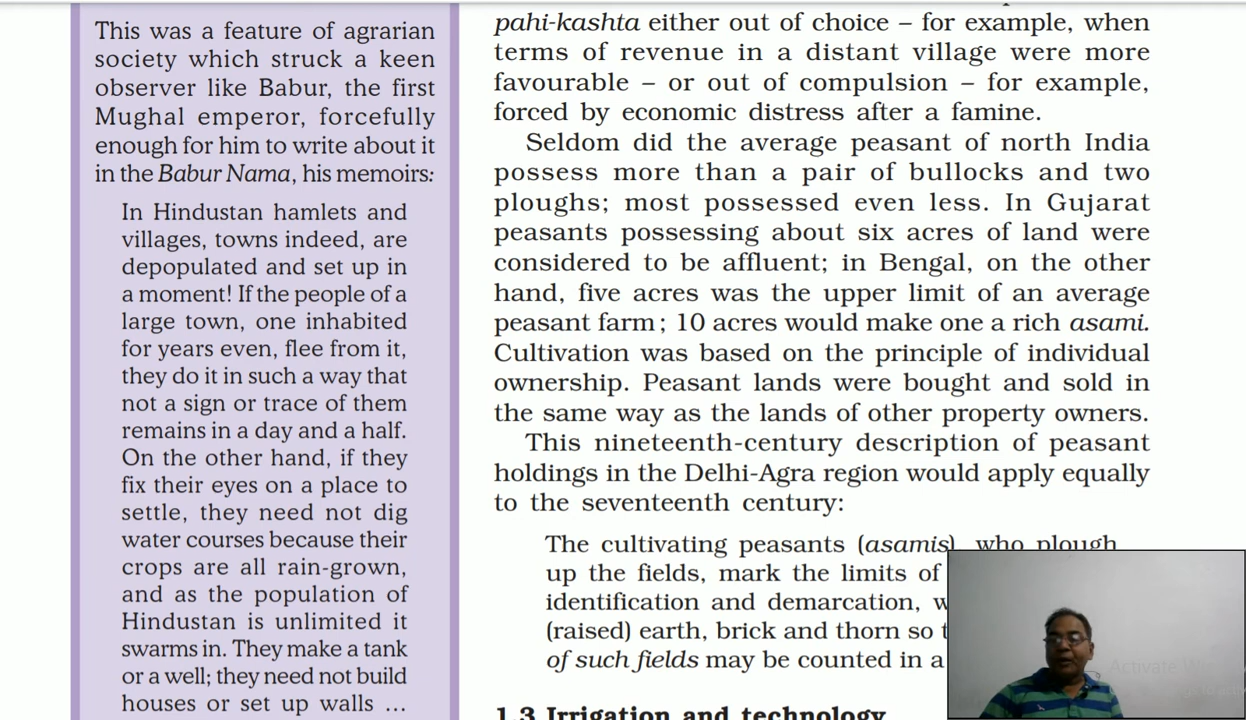 This was a feature of agrarian
society which struck a keen
observer like Babur, the first
Mughal emperor, forcefully
enough for him to write about it
in the Babur Nama, his memoirs:
In Hindustan hamlets and
villages, towns indeed, are
depopulated and set up in
a moment! If the people of a
large town, one inhabited
for years even, flee from it,
they do it in such a way that
not a sign or trace of them
remains in a day and a half.
On the other hand, if they
fix their eyes on a place to
settle, they need not dig
water courses because their
crops are all rain-grown,
and as the population of
Hindustan is unlimited it
swarms in. They make a tank
or a well; they need not build
houses or set up walls ...
pahi-kashta either out of choice – for example, when
terms of revenue in a distant village were more
favourable – or out of compulsion – for example,
forced by economic distress after a famine.
Seldom did the average peasant of north India
possess more than a pair of bullocks and two
ploughs; most possessed even less. In Gujarat
peasants possessing about six acres of land were
considered to be affluent; in Bengal, on the other
hand, five acres was the upper limit of an average
peasant farm; 10 acres would make one a rich asami.
Cultivation was based on the principle of individual
ownership. Peasant lands were bought and sold in
the same way as the lands of other property owners.
This nineteenth-century description of peasant
holdings in the Delhi-Agra region would apply equally
to the seventeenth century:
The cultivating peasants (asamis), who plough
up the fields, mark the limits of
identification and demarcation,
(raised) earth, brick and thorn so
of such fields may be counted in a
1.3 Irrigation and technology
Activate